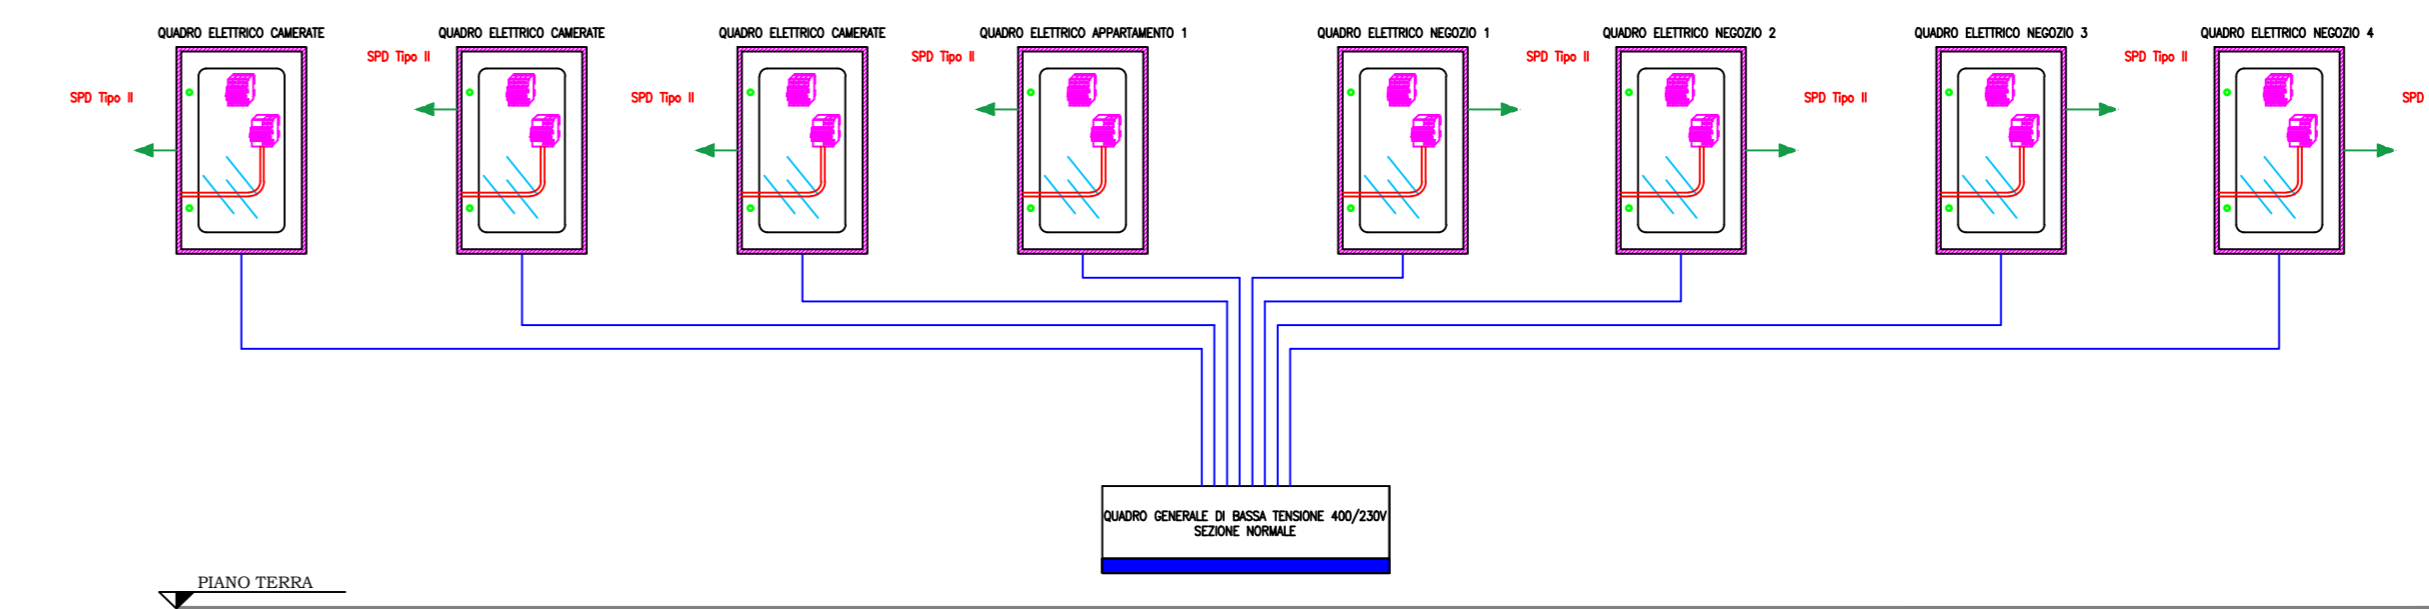 QUADRO ELETTRICO CAMERATE
QUADRO ELETTRICO CAMERATE
QUADRO ELETTRICO CAMERATE
QUADRO ELETTRICO APPARTAMENTO 1
QUADRO ELETTRICO NEGOZIO 1
QUADRO ELETTRICO NEGOZIO 2
QUADRO ELETTRICO NEGOZIO 3
QUADRO ELETTRICO NEGOZIO 4
SPD Tipo II
SPD Tipo II
SPD Tipo II
SPD Tipo II
SPD Tipo II
SPD Tipo II
SPD Tipo II
SPD
QUADRO GENERALE DI BASSA TENSIONE 400/230V
SEZIONE NORMALE
PIANO TERRA